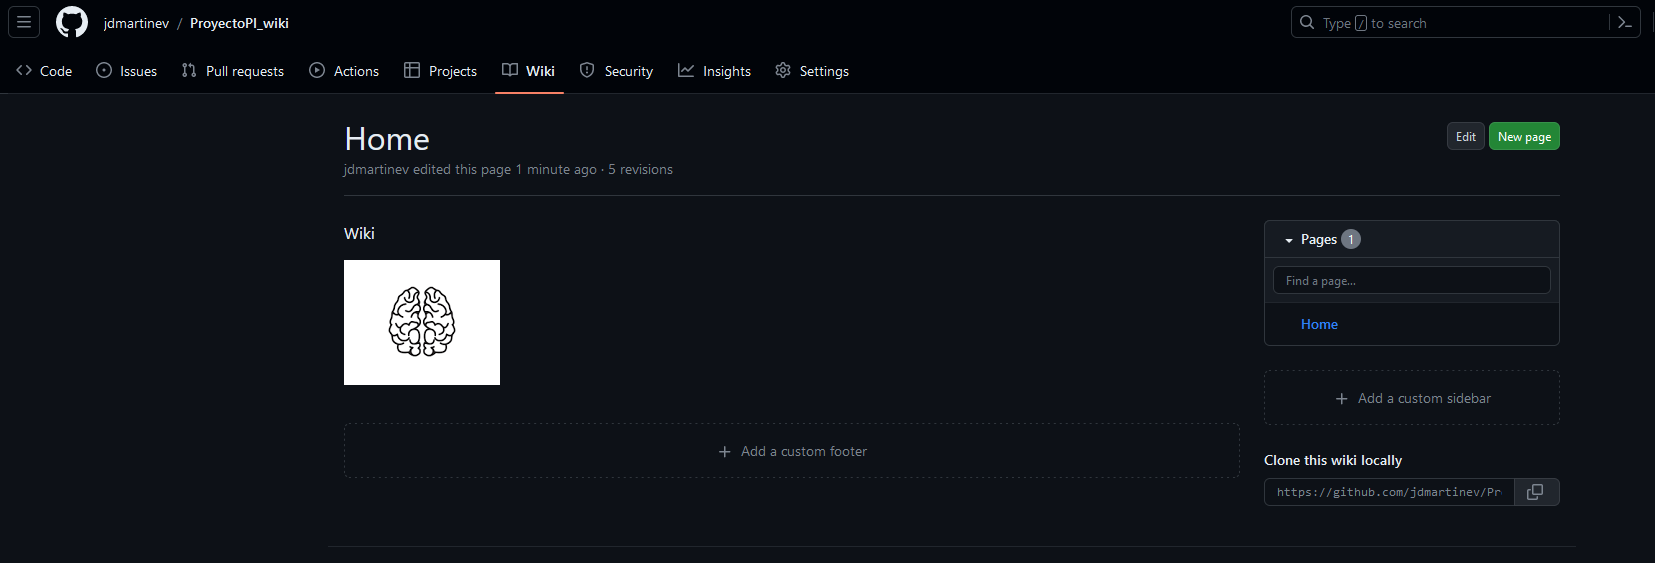 jdmartinev / ProyectoPI_wiki
Type / to search
Code Issues Pull requests Actions Projects Wiki Security Insights Settings
Home
Edit New page
jdmartinev edited this page 1 minute ago · 5 revisions
Wiki
Pages 1
Find a page...
Home
Add a custom sidebar
Add a custom footer
Clone this wiki locally
https://github.com/jdmartinev/Pr